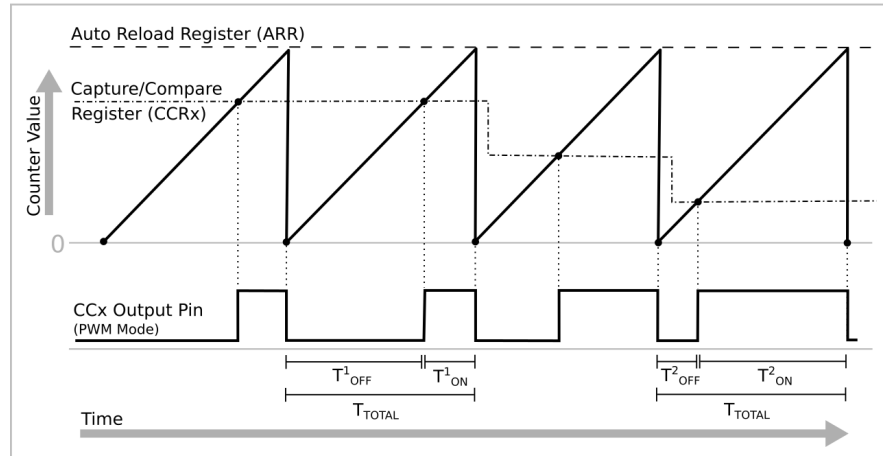 Auto Reload Register (ARR)
Capture/Compare
Register (CCRx)
Counter Value
0
CCx Output Pin
(PWM Mode)
T¹OFF
T¹ON
T²OFF
T²ON
TTOTAL
TTOTAL
Time